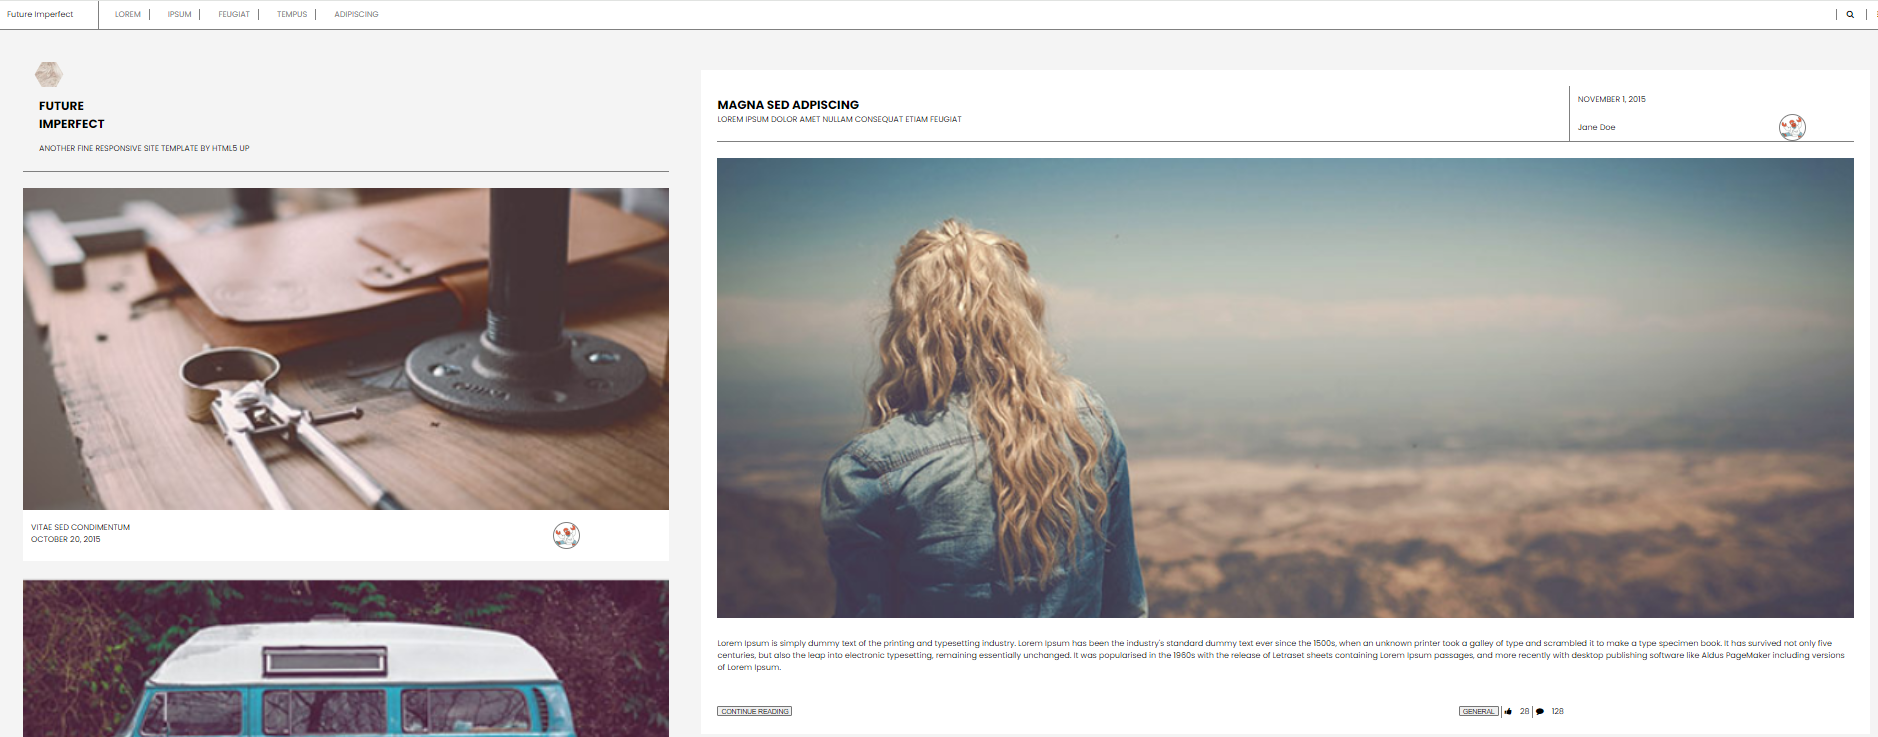 Future Imperfect
LOREM
IPSUM
FEUGIAT
TEMPUS
ADIPISCING
FUTURE
IMPERFECT
ANOTHER FINE RESPONSIVE SITE TEMPLATE BY HTML5 UP
VITAE SED CONDIMENTUM
OCTOBER 20, 2015
MAGNA SED ADPISCING
LOREM IPSUM DOLOR AMET NULLAM CONSEQUAT ETIAM FEUGIAT
NOVEMBER 1, 2015
Jane Doe
Lorem Ipsum is simply dummy text of the printing and typesetting industry. Lorem Ipsum has been the industry's standard dummy text ever since the 1500s, when an unknown printer took a galley of type and scrambled it to make a type specimen book. It has survived not only five
centuries, but also the leap into electronic typesetting, remaining essentially unchanged. It was popularised in the 1960s with the release of Letraset sheets containing Lorem Ipsum passages, and more recently with desktop publishing software like Aldus PageMaker including versions
of Lorem Ipsum.
CONTINUE READING
GENERAL
28
128